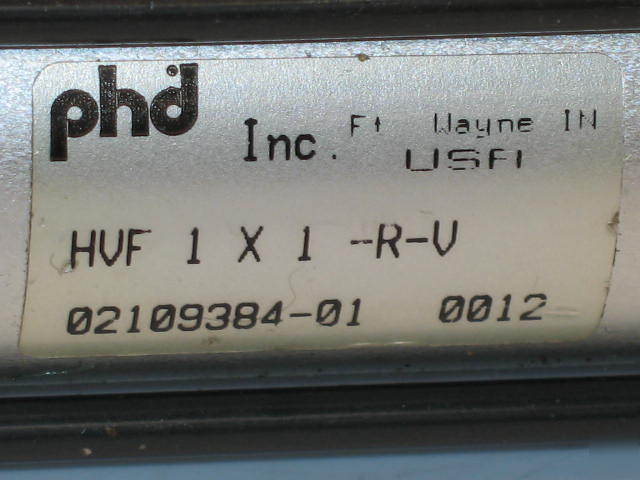 phd Inc. Ft Wayne IN
USA
HVF 1 X 1 -R-V
02109384-01 0012